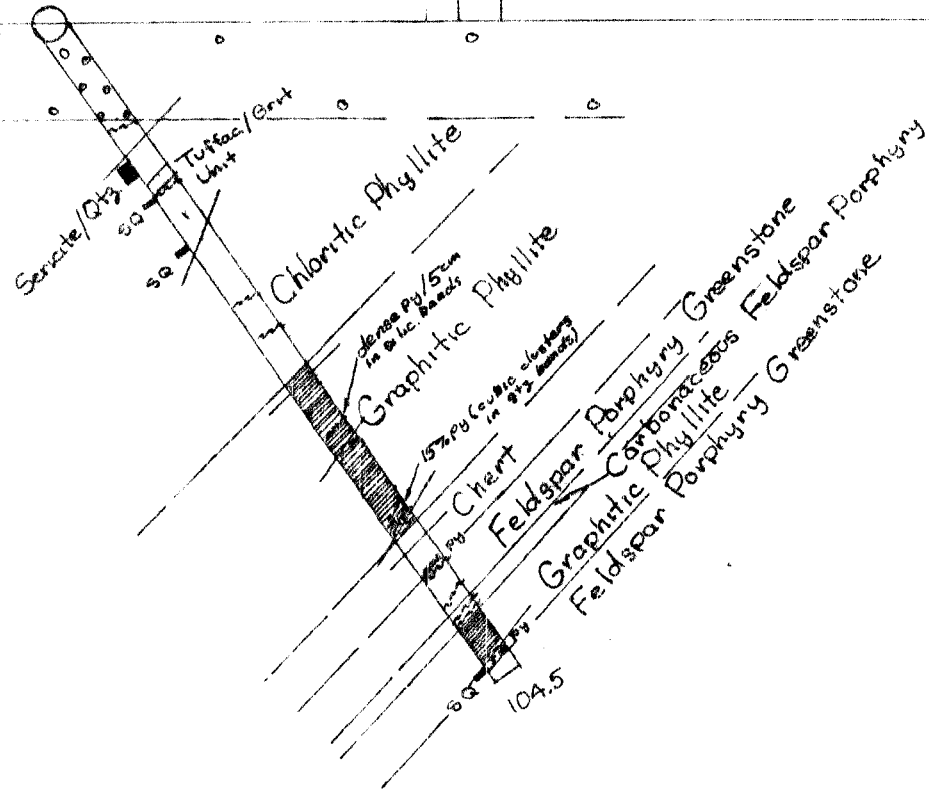 Tuffac/Grit
Unit
Sericite/Qtz
SQ
SQ
Chloritic Phyllite
dense py/5cm
in silic. bands
Graphitic Phyllite
15% py (cubic clusters
in qtz bands)
Chert
py
Feldspar Porphyry Greenstone
Carbonaceous Feldspar Porphyry
Graphitic Phyllite
Feldspar Porphyry Greenstone
py
SQ
104.5